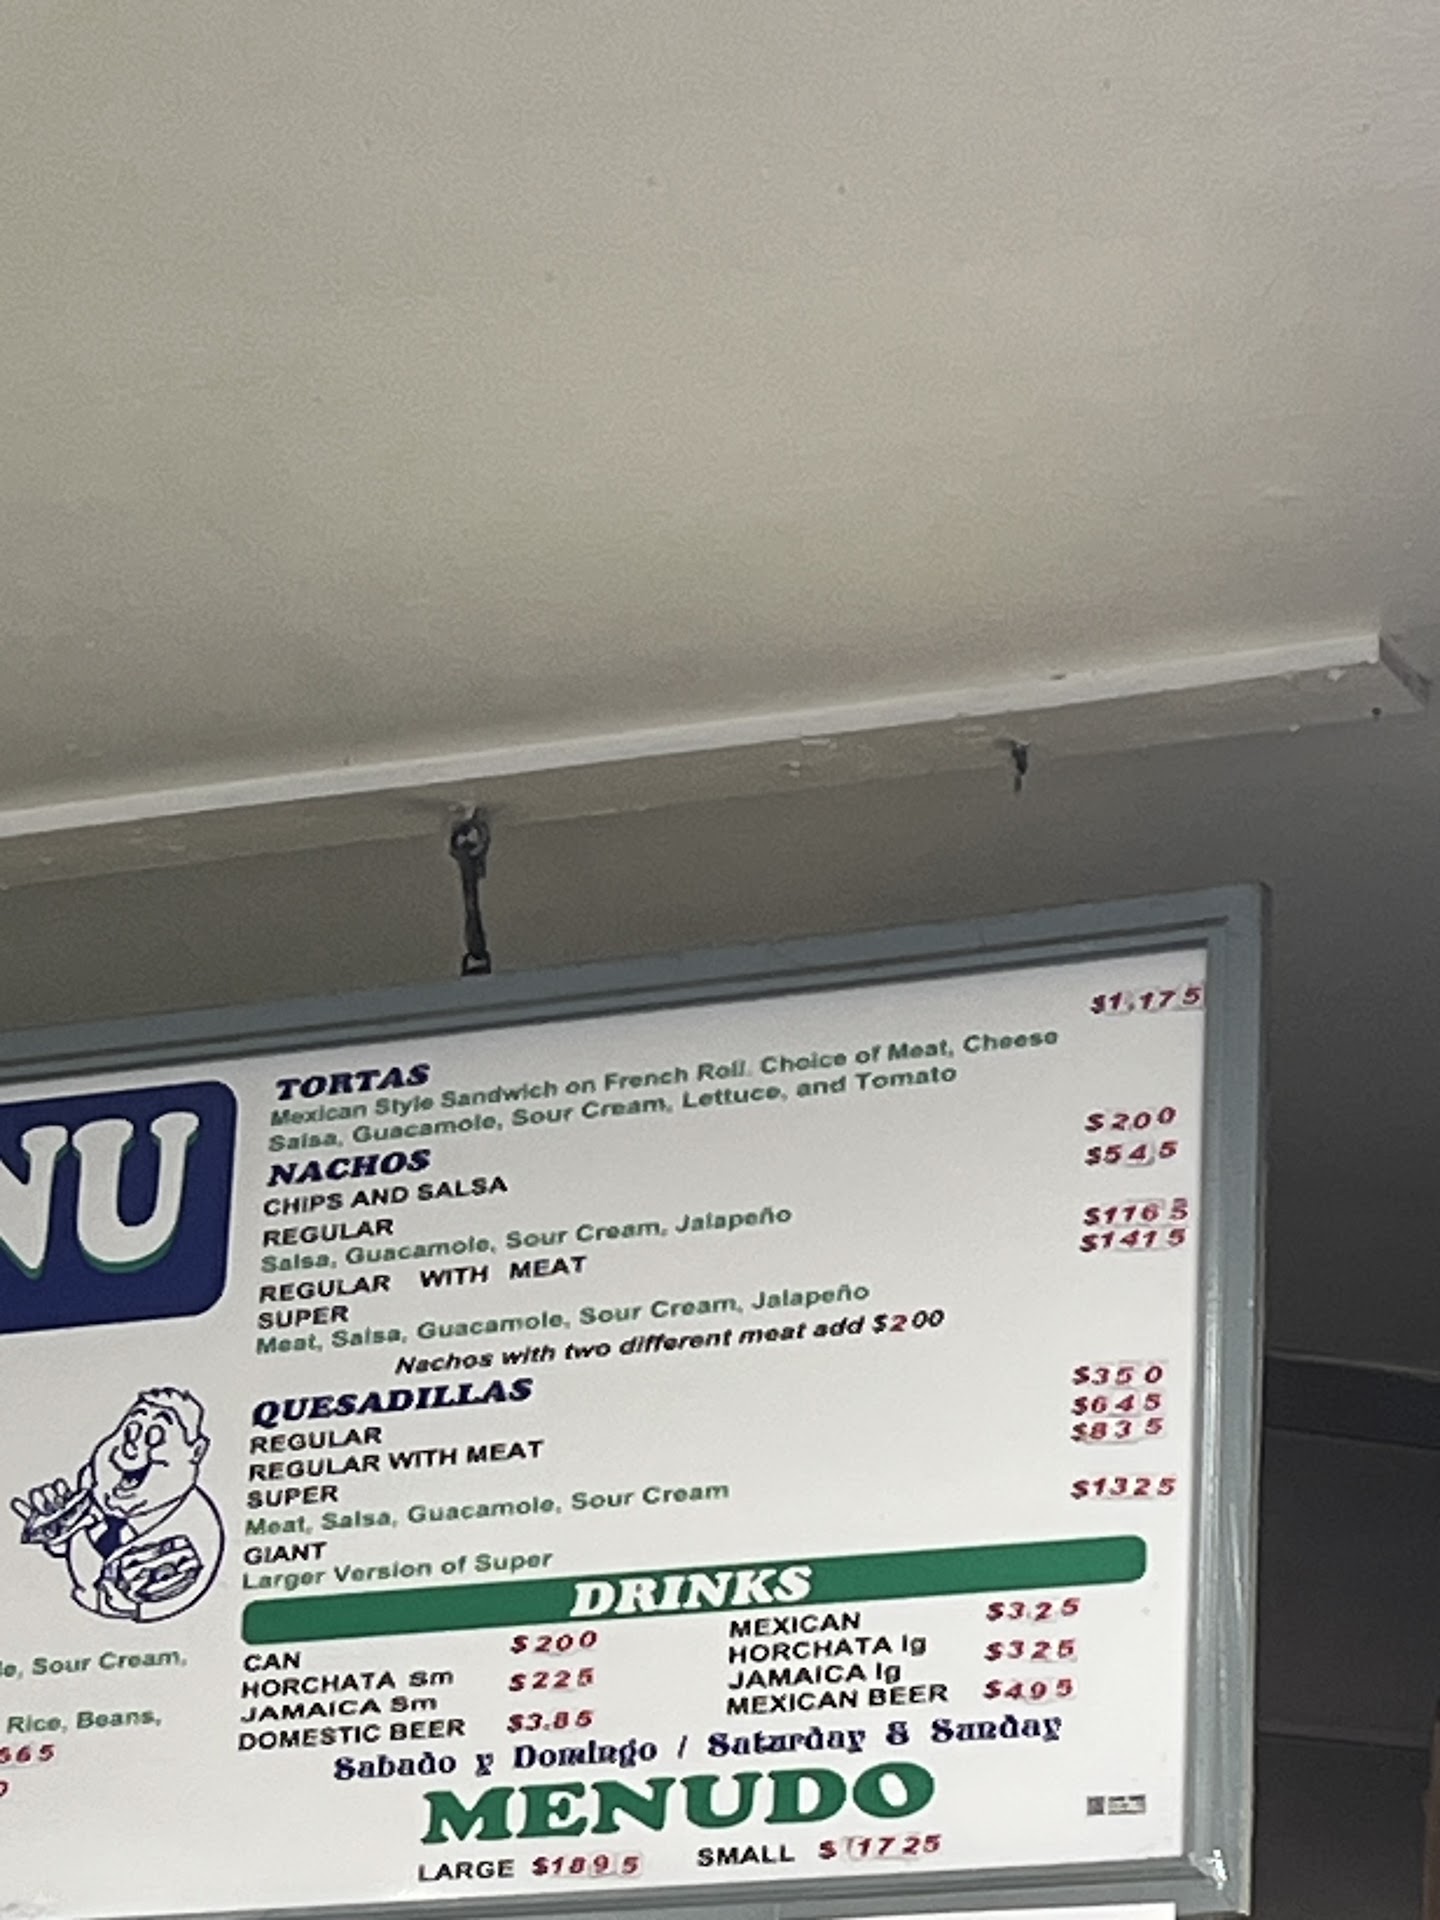 NU
TORTAS $1.175
Mexican Style Sandwich on French Roll. Choice of Meat, Cheese
Salsa, Guacamole, Sour Cream, Lettuce, and Tomato
NACHOS
CHIPS AND SALSA $200
REGULAR $545
Salsa, Guacamole, Sour Cream, Jalapeño
REGULAR WITH MEAT $1165
SUPER $1415
Meat, Salsa, Guacamole, Sour Cream, Jalapeño
Nachos with two different meat add $200
QUESADILLAS
REGULAR $350
REGULAR WITH MEAT $645
SUPER $835
Meat, Salsa, Guacamole, Sour Cream
GIANT $1325
Larger Version of Super
DRINKS
CAN $200
HORCHATA Sm $225
JAMAICA Sm
DOMESTIC BEER $3.85
MEXICAN $3.25
HORCHATA lg $325
JAMAICA lg
MEXICAN BEER $495
Sabado y Domingo / Saturday & Sunday
MENUDO
LARGE $1895 SMALL $1725
Sour Cream,
Rice, Beans,